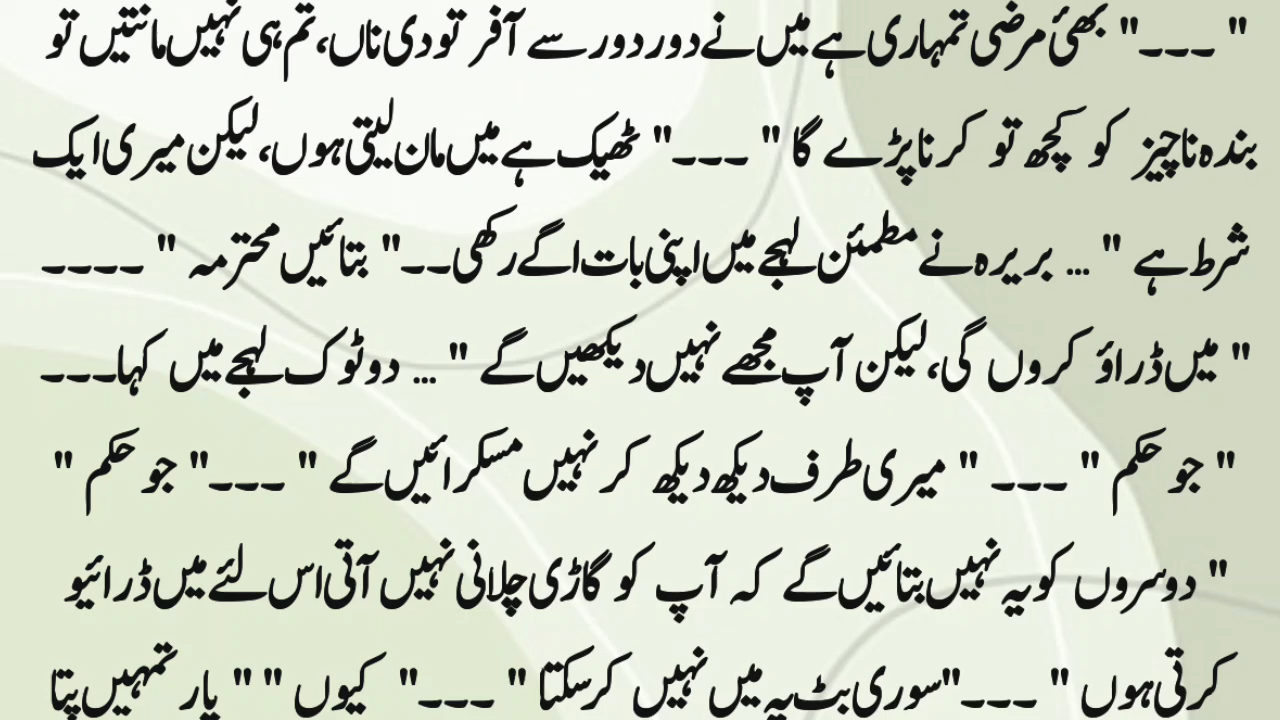 " ۔۔۔" بھئ مرضی تمہاری ہے میں نے دور دور سے آفر تو دی ناں، تم ہی نہیں مانتیں تو
بندہ ناچیز کو کچھ تو کرنا پڑے گا " ۔۔۔" ٹھیک ہے میں مان لیتی ہوں، لیکن میری ایک
شرط ہے " ... بریرہ نے مطمئن لہجے میں اپنی بات اگے رکھی۔۔" بتائیں محترمہ " ۔۔۔۔
" میں ڈراؤ کروں گی، لیکن آپ مجھے نہیں دیکھیں گے " ... دو ٹوک لہجے میں کہا۔۔۔
" جو حکم " ۔۔۔ " میری طرف دیکھ دیکھ کر نہیں مسکرائیں گے " ۔۔۔" جو حکم "
" دوسروں کو یہ نہیں بتائیں گے کہ آپ کو گاڑی چلانی نہیں آتی اس لئے میں ڈرائیو
کرتی ہوں " ۔۔۔"سوری بٹ یہ میں نہیں کرسکتا " ۔۔۔" کیوں " " یار تمہیں پتا